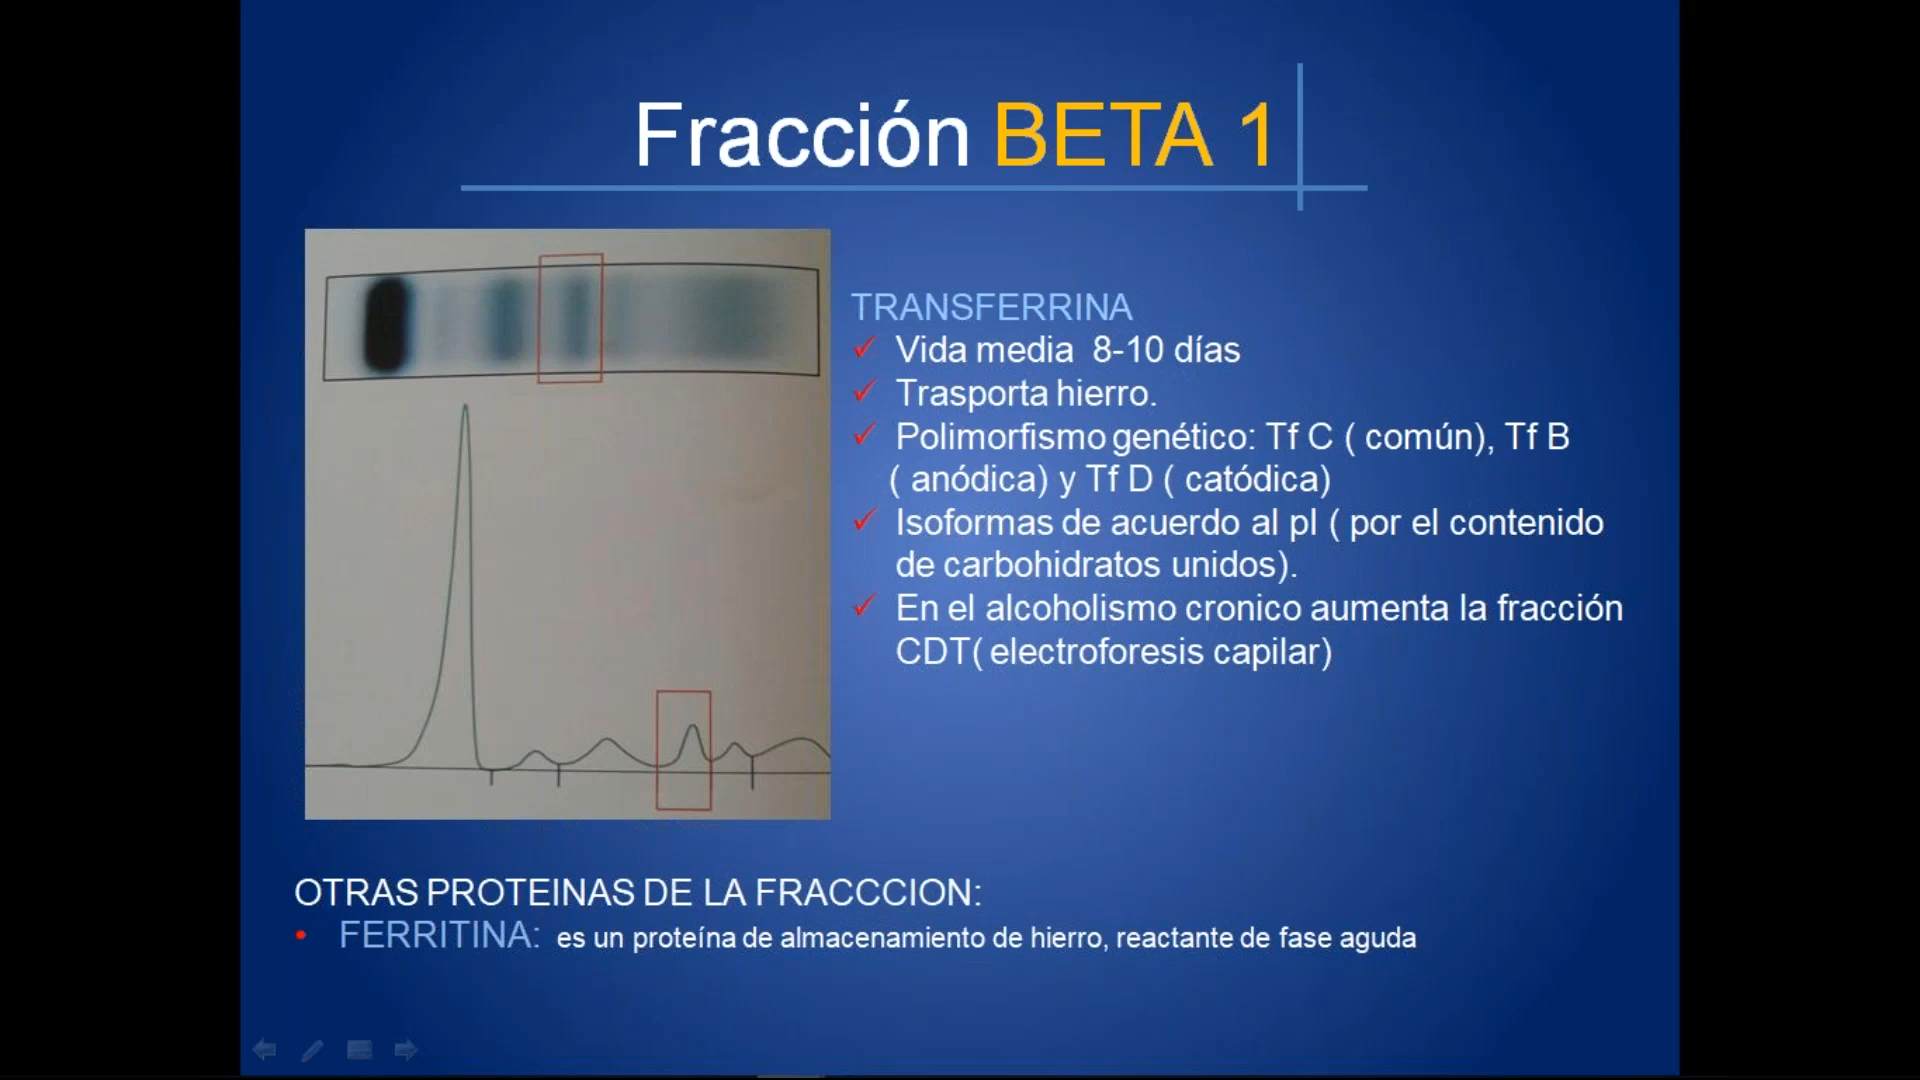 Fracción BETA 1
TRANSFERRINA
Vida media 8-10 días
Trasporta hierro.
Polimorfismo genético: Tf C ( común), Tf B
( anódica) y Tf D ( catódica)
Isoformas de acuerdo al pI ( por el contenido
de carbohidratos unidos).
En el alcoholismo cronico aumenta la fracción
CDT( electroforesis capilar)
OTRAS PROTEINAS DE LA FRACCCION:
• FERRITINA: es un proteína de almacenamiento de hierro, reactante de fase aguda